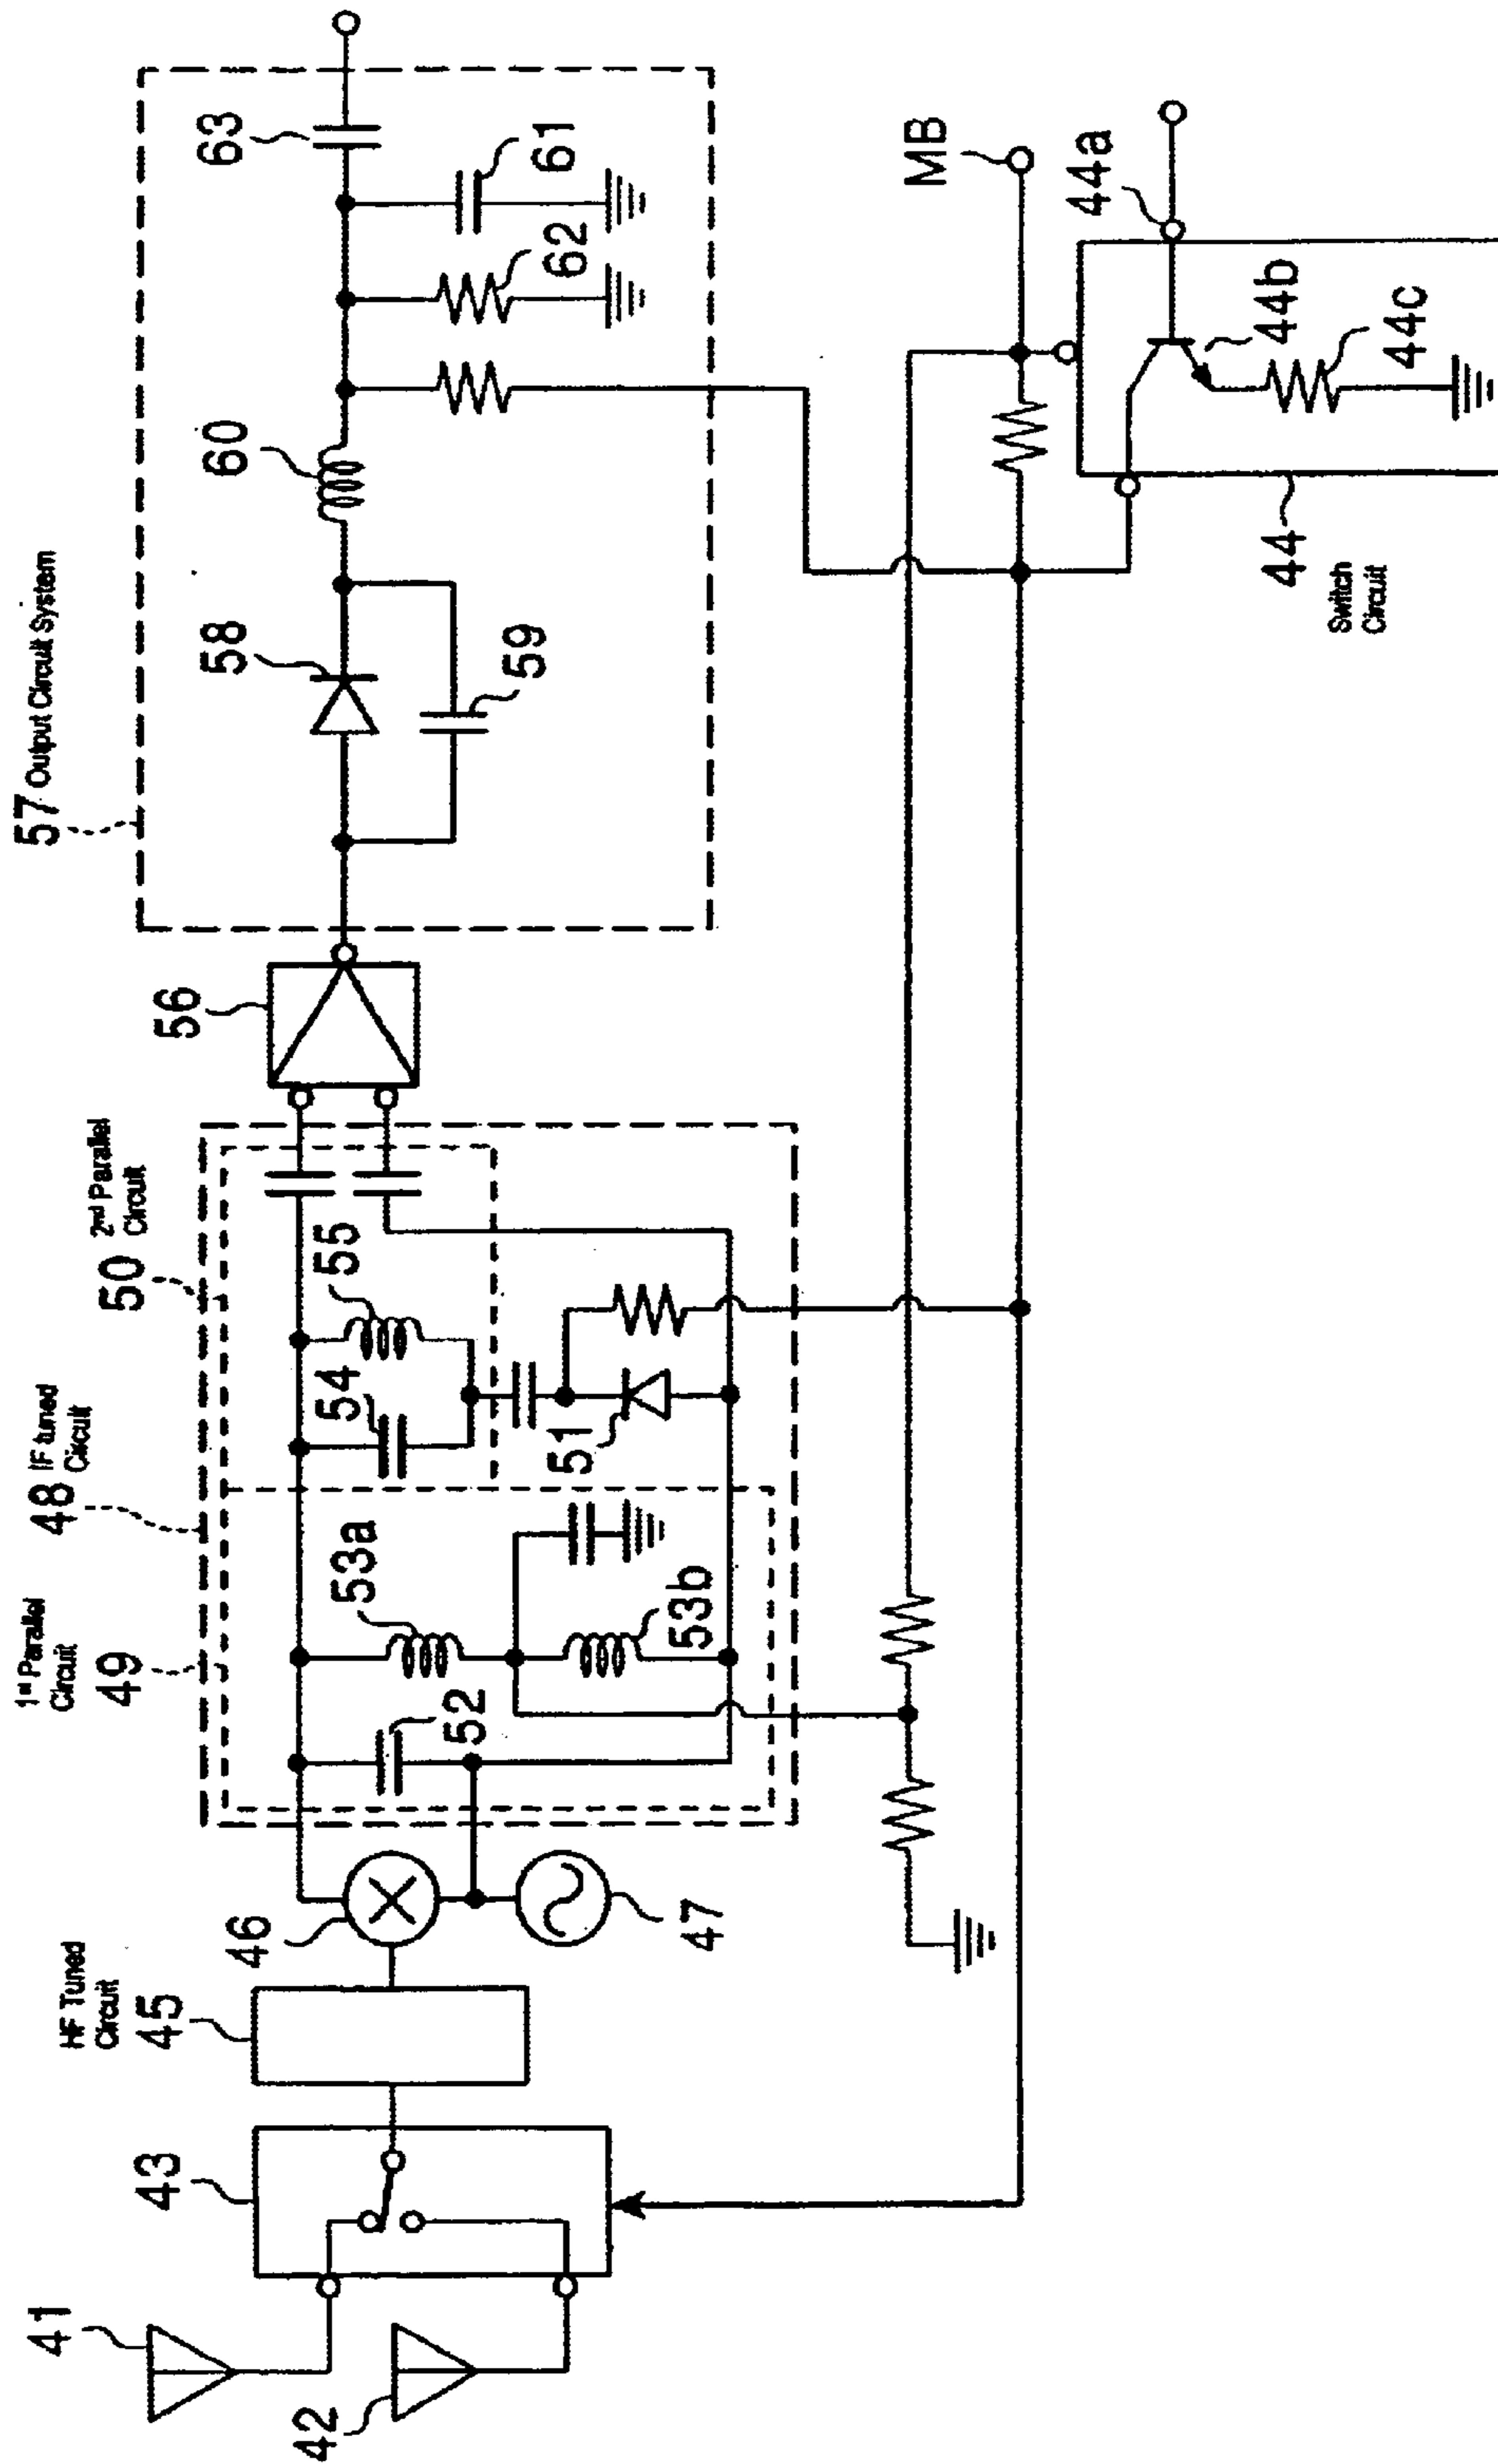 57 Output Circuit System
63
61
62
60
58
59
MB
44a
44b
44c
44
Switch
Circuit
56
2nd Parallel
Circuit
50
55
54
51
IF tuned
Circuit
48
1st Parallel
Circuit
49
53a
53b
52
46
47
HF Tuned
Circuit
45
43
41
42